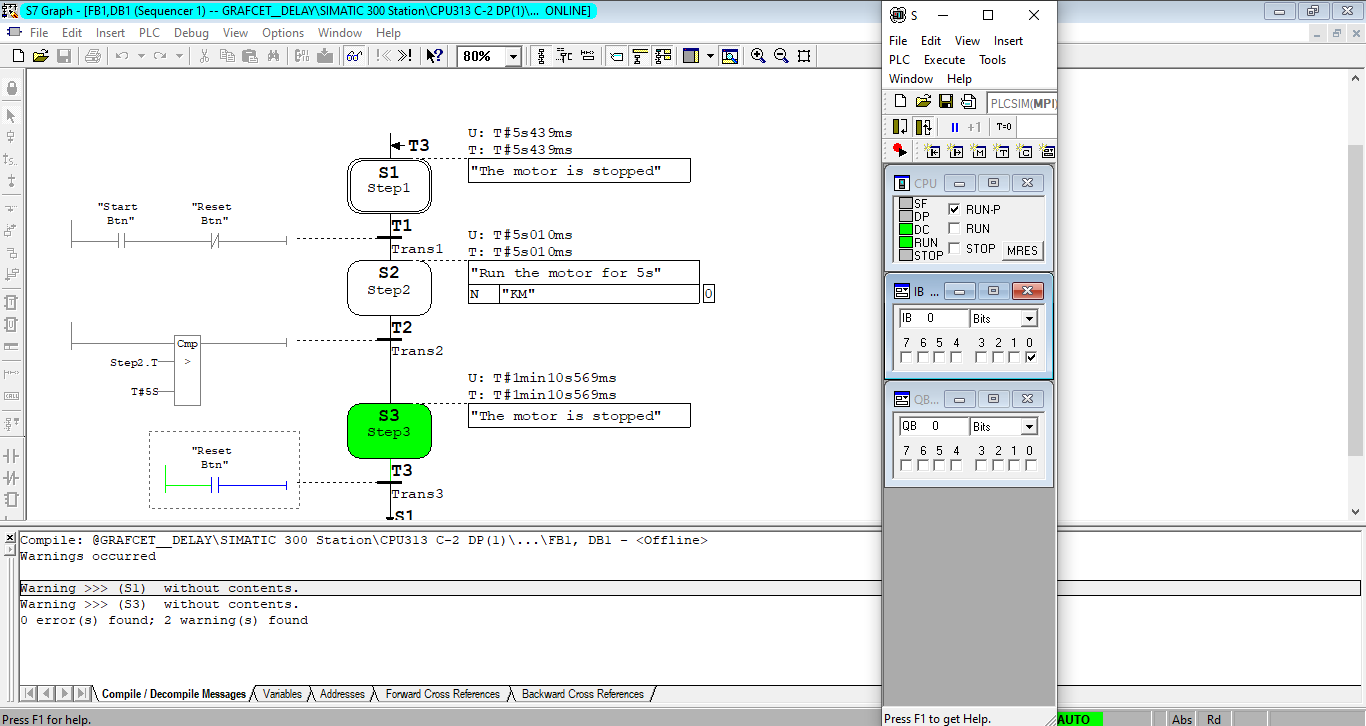 S7 Graph - [FB1,DB1 (Sequencer 1) -- GRAFCET__DELAY\SIMATIC 300 Station\CPU313 C-2 DP(1)\... ONLINE]
File Edit Insert PLC Debug View Options Window Help
80%
T3
U: T#5s439ms
T: T#5s439ms
S1
Step1
"The motor is stopped"
"Start Btn"
"Reset Btn"
T1
Trans1
U: T#5s010ms
T: T#5s010ms
S2
Step2
"Run the motor for 5s"
N "KM" 0
T2
Trans2
Cmp
Step2.T
>
T#5S
U: T#1min10s569ms
T: T#1min10s569ms
S3
Step3
"The motor is stopped"
"Reset Btn"
T3
Trans3
S1
Compile: @GRAFCET__DELAY\SIMATIC 300 Station\CPU313 C-2 DP(1)\...\FB1, DB1 - <Offline>
Warnings occurred
Warning >>> (S1) without contents.
Warning >>> (S3) without contents.
0 error(s) found; 2 warning(s) found
Compile / Decompile Messages Variables Addresses Forward Cross References Backward Cross References
Press F1 for help.
AUTO Abs Rd
S
File Edit View Insert
PLC Execute Tools
Window Help
PLCSIM(MPI)
+1 T=0
CPU
SF
DP
DC
RUN
STOP
RUN-P
RUN
STOP MRES
IB ...
IB 0 Bits
7 6 5 4 3 2 1 0
QB...
QB 0 Bits
7 6 5 4 3 2 1 0
Press F1 to get Help.